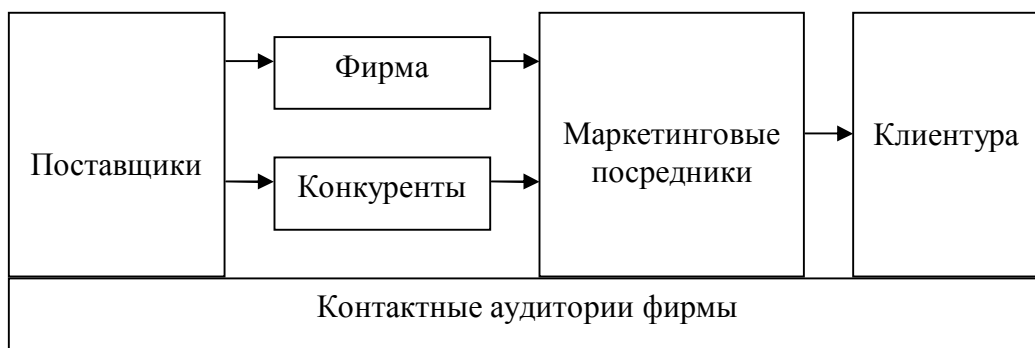 Поставщики
Фирма
Конкуренты
Маркетинговые
посредники
Клиентура
Контактные аудитории фирмы